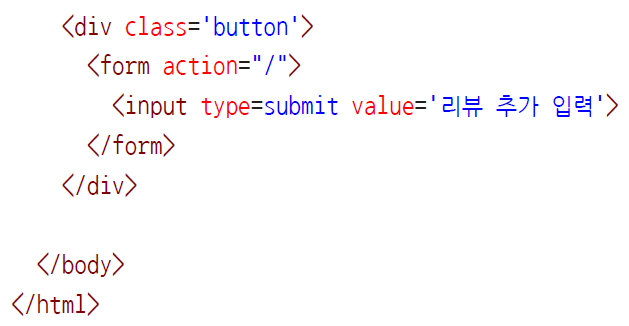 <div class='button'>
<form action="/">
<input type=submit value='리뷰 추가 입력'>
</form>
</div>
</body>
</html>